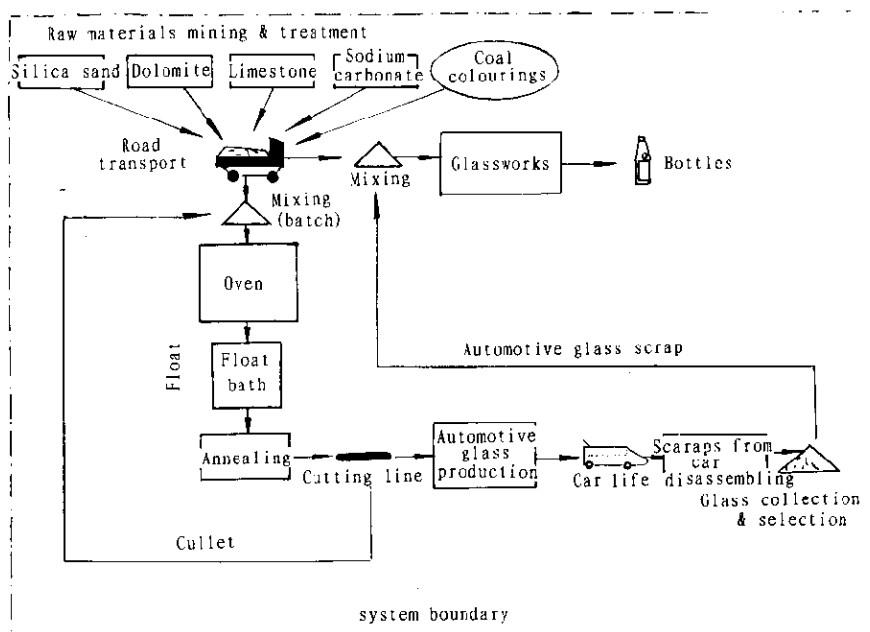 Raw materials mining & treatment
Silica sand
Dolomite
Limestone
Sodium
carbonate
Coal
colourings
Road
transport
Mixing
Glassworks
Bottles
Mixing
(batch)
Oven
Float
Float
bath
Automotive glass scrap
Annealing
Cutting line
Automotive
glass
production
Car life
Scaraps from
car
disassembling
Glass collection
& selection
Cullet
system boundary